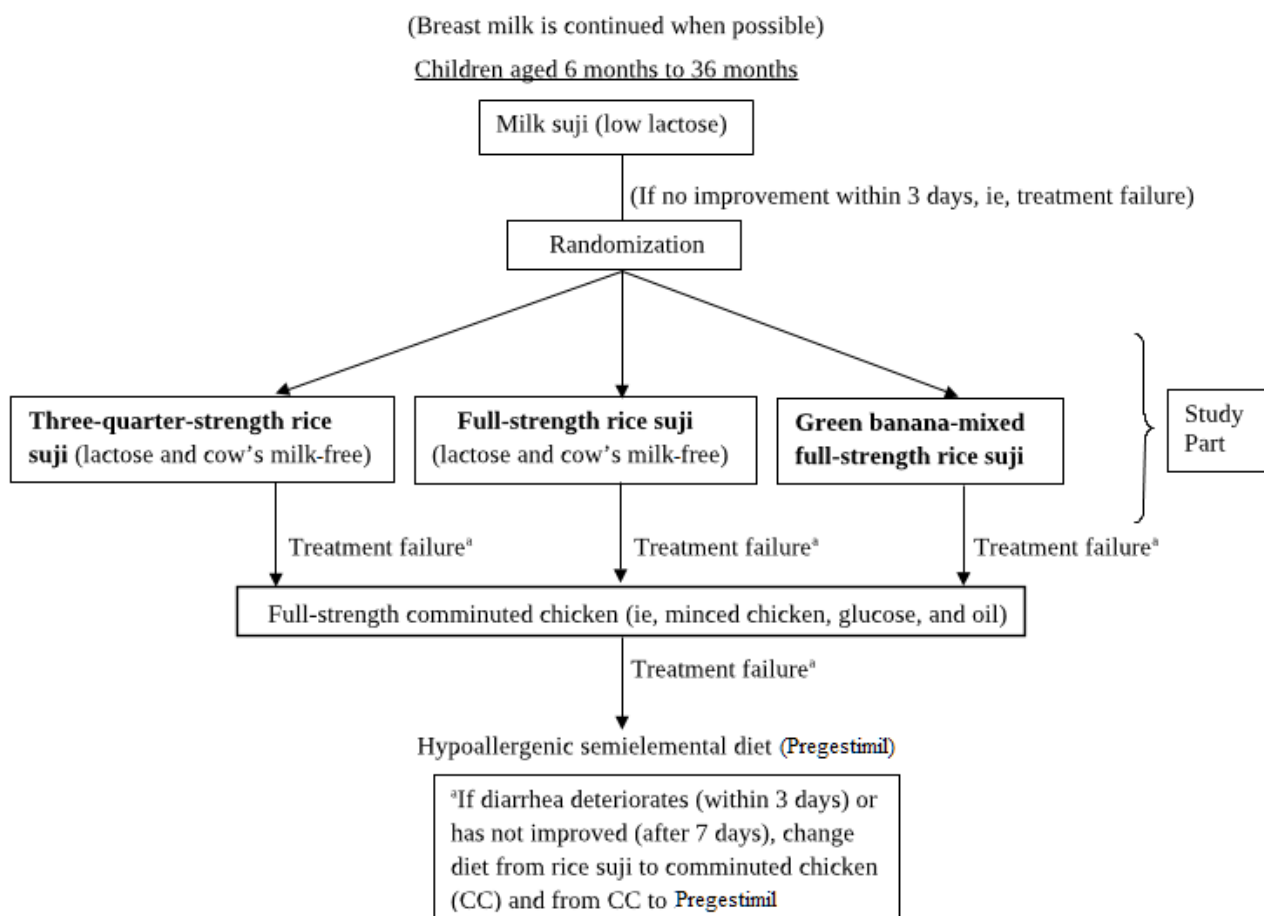 (Breast milk is continued when possible)
Children aged 6 months to 36 months
Milk suji (low lactose)
(If no improvement within 3 days, ie, treatment failure)
Randomization
Three-quarter-strength rice
suji (lactose and cow’s milk-free)
Full-strength rice suji
(lactose and cow’s milk-free)
Green banana-mixed
full-strength rice suji
Study
Part
Treatment failureᵃ
Treatment failureᵃ
Treatment failureᵃ
Full-strength comminuted chicken (ie, minced chicken, glucose, and oil)
Treatment failureᵃ
Hypoallergenic semielemental diet (Pregestimil)
ᵃIf diarrhea deteriorates (within 3 days) or
has not improved (after 7 days), change
diet from rice suji to comminuted chicken
(CC) and from CC to Pregestimil